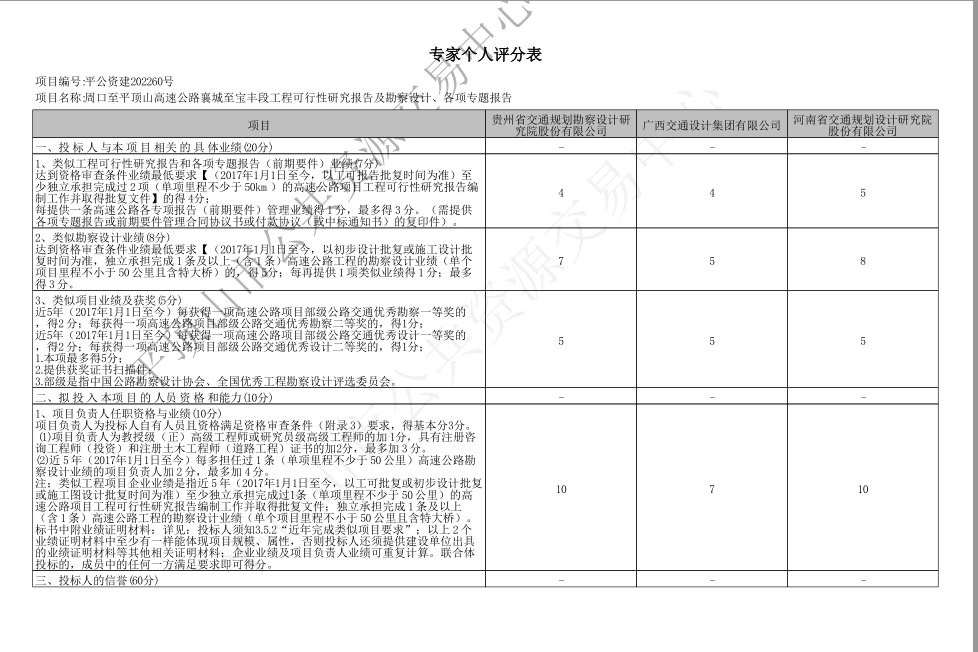 专家个人评分表
项目编号:平公资建202260号
项目名称:周口至平顶山高速公路襄城至宝丰段工程可行性研究报告及勘察设计、各项专题报告
项目
贵州省交通规划勘察设计研
究院股份有限公司
广西交通设计集团有限公司
河南省交通规划设计研究院
股份有限公司
一、投标人与本项目相关的具体业绩(20分)
–
–
–
1、类似工程可行性研究报告和各项专题报告（前期要件）业绩(7分)
达到资格审查条件业绩最低要求【（2017年1月1日至今，以工可报告批复时间为准）至
少独立承担完成过 2 项（单项里程不少于 50km ）的高速公路项目工程可行性研究报告编
制工作并取得批复文件】的得 4分;
每提供一条高速公路各专项报告（前期要件）管理业绩得 1分，最多得 3 分。（需提供
各项专题报告或前期要件管理合同协议书或付款协议（或中标通知书）的复印件）。
4
4
5
2、类似勘察设计业绩(8分)
达到资格审查条件业绩最低要求【（2017年1月1日至今，以初步设计批复或施工设计批
复时间为准，独立承担完成 1 条及以上（含 1 条）高速公路工程的勘察设计业绩（单个
项目里程不小于 50 公里且含特大桥）的，得 5分；每再提供 1 项类似业绩得 1 分；最多
得 3 分。
7
5
8
3、类似项目业绩及获奖(5分)
近5年（2017年1月1日至今）每获得一项高速公路项目部级公路交通优秀勘察一等奖的
，得2 分；每获得一项高速公路项目部级公路交通优秀勘察二等奖的，得1分;
近5年（2017年1月1日至今）每获得一项高速公路项目部级公路交通优秀设计一等奖的
，得2 分；每获得一项高速公路项目部级公路交通优秀设计二等奖的，得1分;
1.本项最多得5分;
2.提供获奖证书扫描件;
3.部级是指中国公路勘察设计协会、全国优秀工程勘察设计评选委员会。
5
5
5
二、拟投入本项目的人员资格和能力(10分)
–
–
–
1、项目负责人任职资格与业绩(10分)
项目负责人为投标人自有人员且资格满足资格审查条件（附录 3）要求，得基本分3分。
(1)项目负责人为教授级（正）高级工程师或研究员级高级工程师的加 1分，具有注册咨
询工程师（投资）和注册土木工程师（道路工程）证书的加2分，最多加 3 分。
(2)近 5 年（2017年1月1日至今）每多担任过 1 条（单项里程不少于 50 公里）高速公路勘
察设计业绩的项目负责人加 2 分，最多加 4 分。
注：类似工程项目企业业绩是指近 5 年（2017年1月1日至今，以工可批复或初步设计批复
或施工图设计批复时间为准）至少独立承担完成过1条（单项里程不少于 50 公里）的高
速公路项目工程可行性研究报告编制工作并取得批复文件；独立承担完成 1 条及以上
（含 1 条）高速公路工程的勘察设计业绩（单个项目里程不小于 50 公里且含特大桥）。
标书中附业绩证明材料：详见：投标人须知3.5.2“近年完成类似项目要求”；以上 2 个
业绩证明材料中至少有一样能体现项目规模、属性，否则投标人还须提供建设单位出具
的业绩证明材料等其他相关证明材料；企业业绩及项目负责人业绩可重复计算。联合体
投标的，成员中的任何一方满足要求即可得分。
10
7
10
三、投标人的信誉(60分)
–
–
–
平顶山市公共资源交易中心
市公共资源交易中心